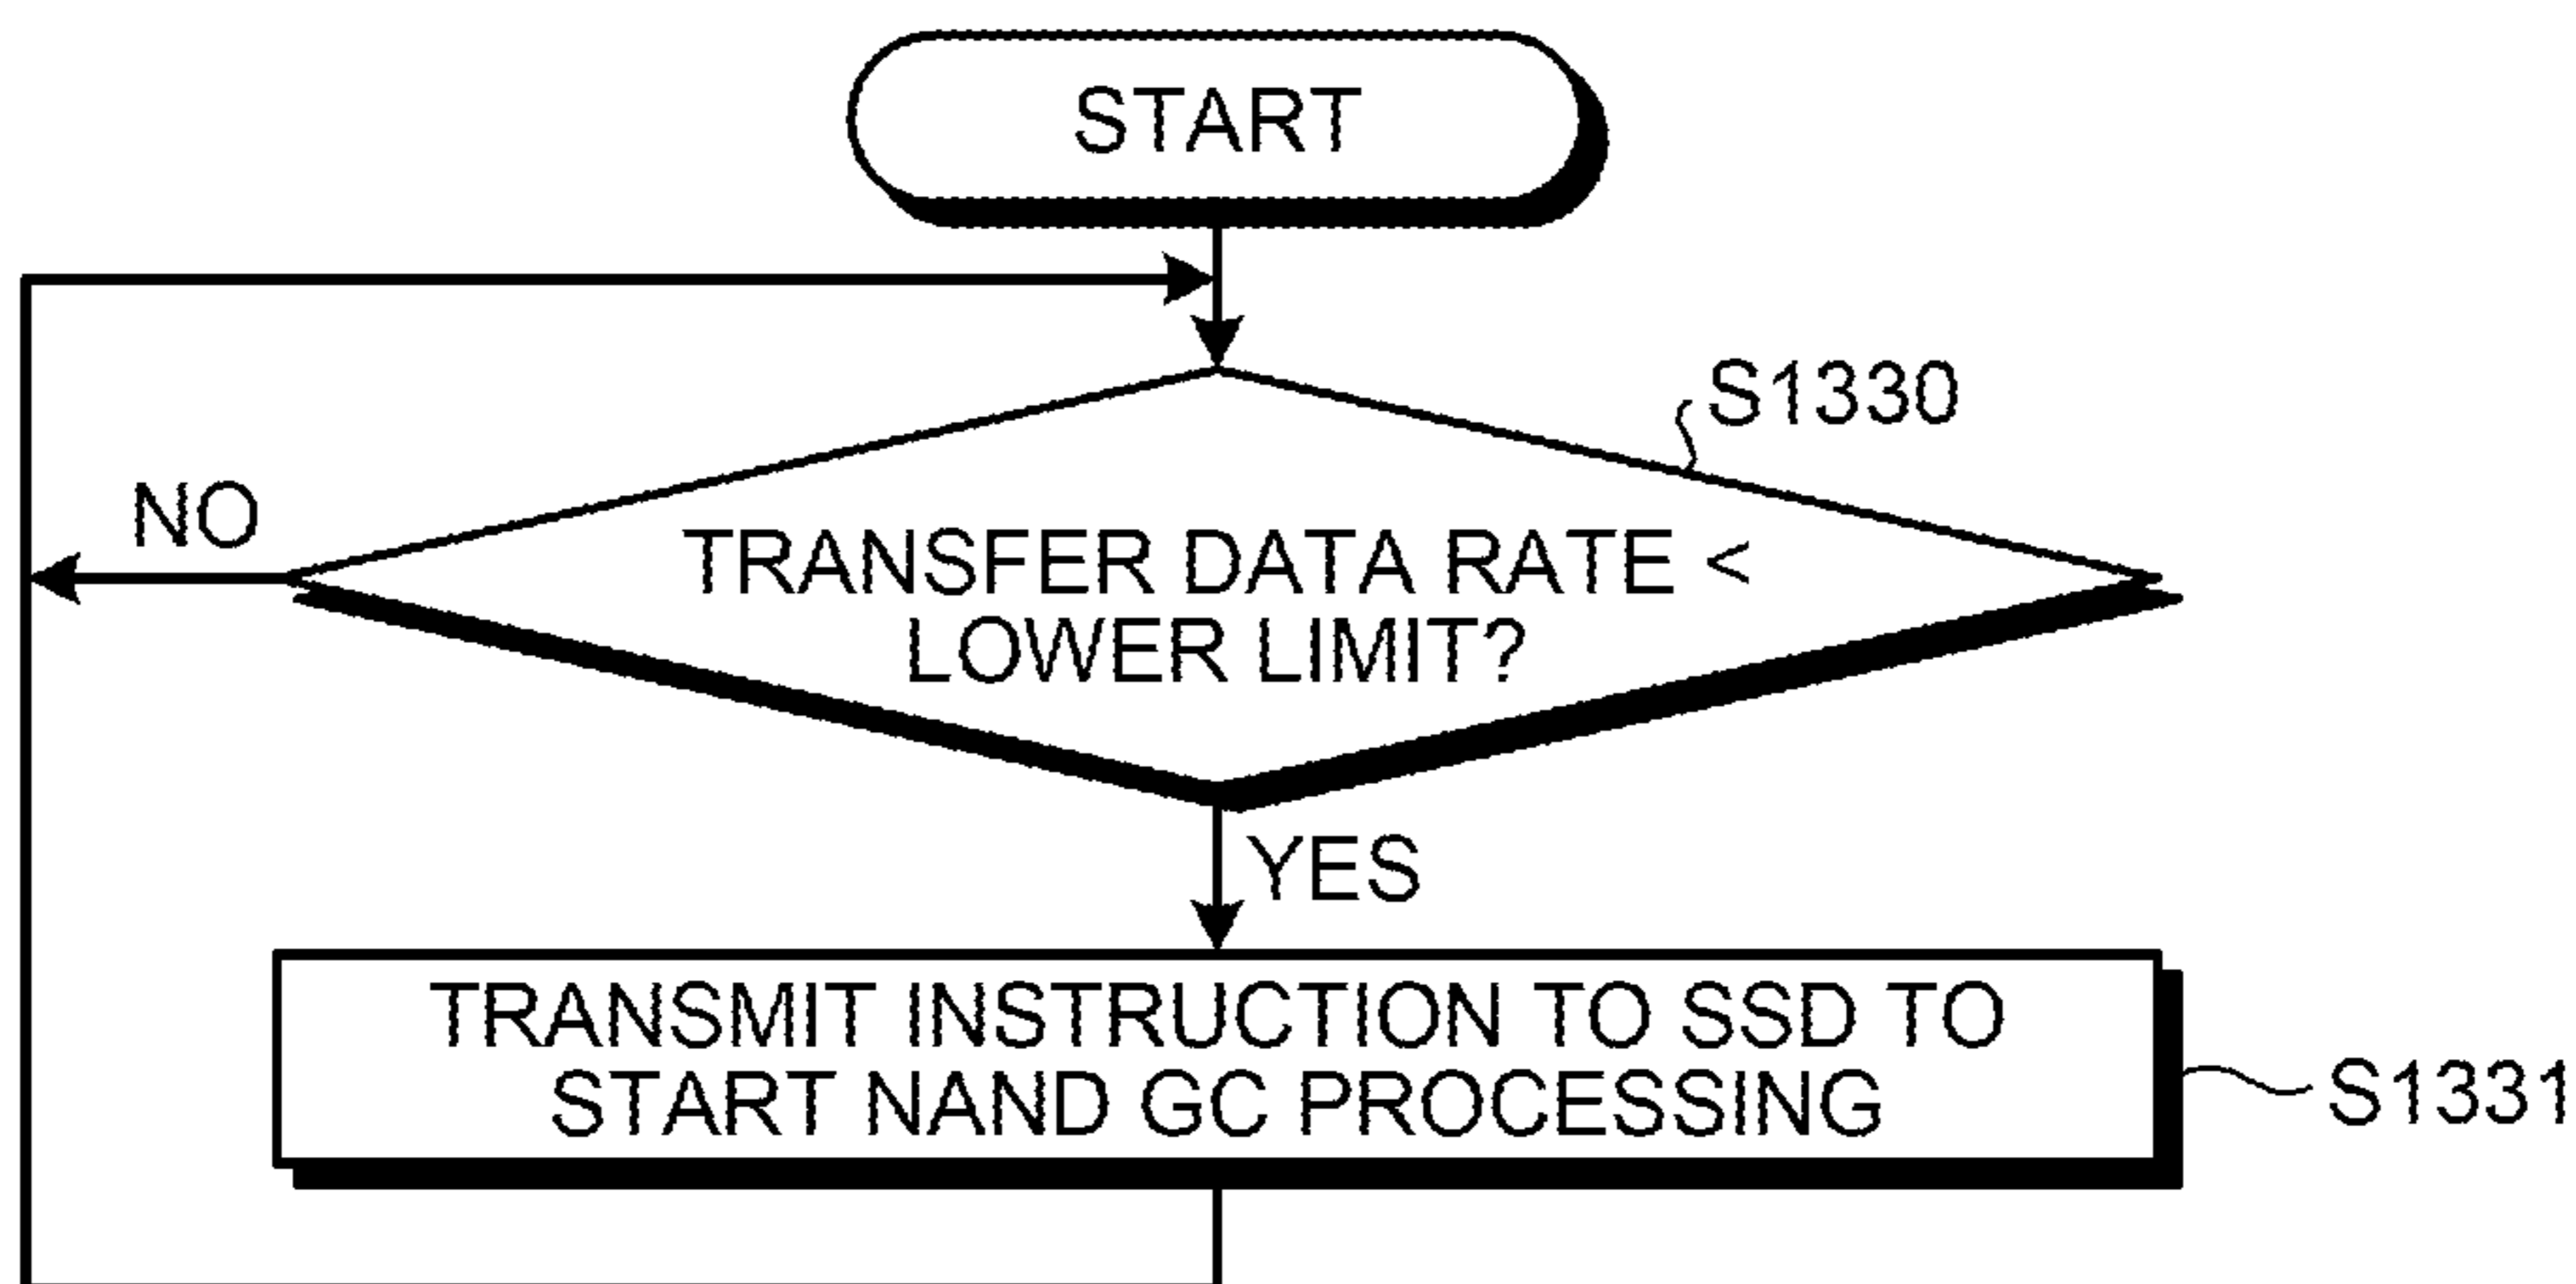 START
S1330
NO
TRANSFER DATA RATE <
LOWER LIMIT?
YES
TRANSMIT INSTRUCTION TO SSD TO
START NAND GC PROCESSING
S1331